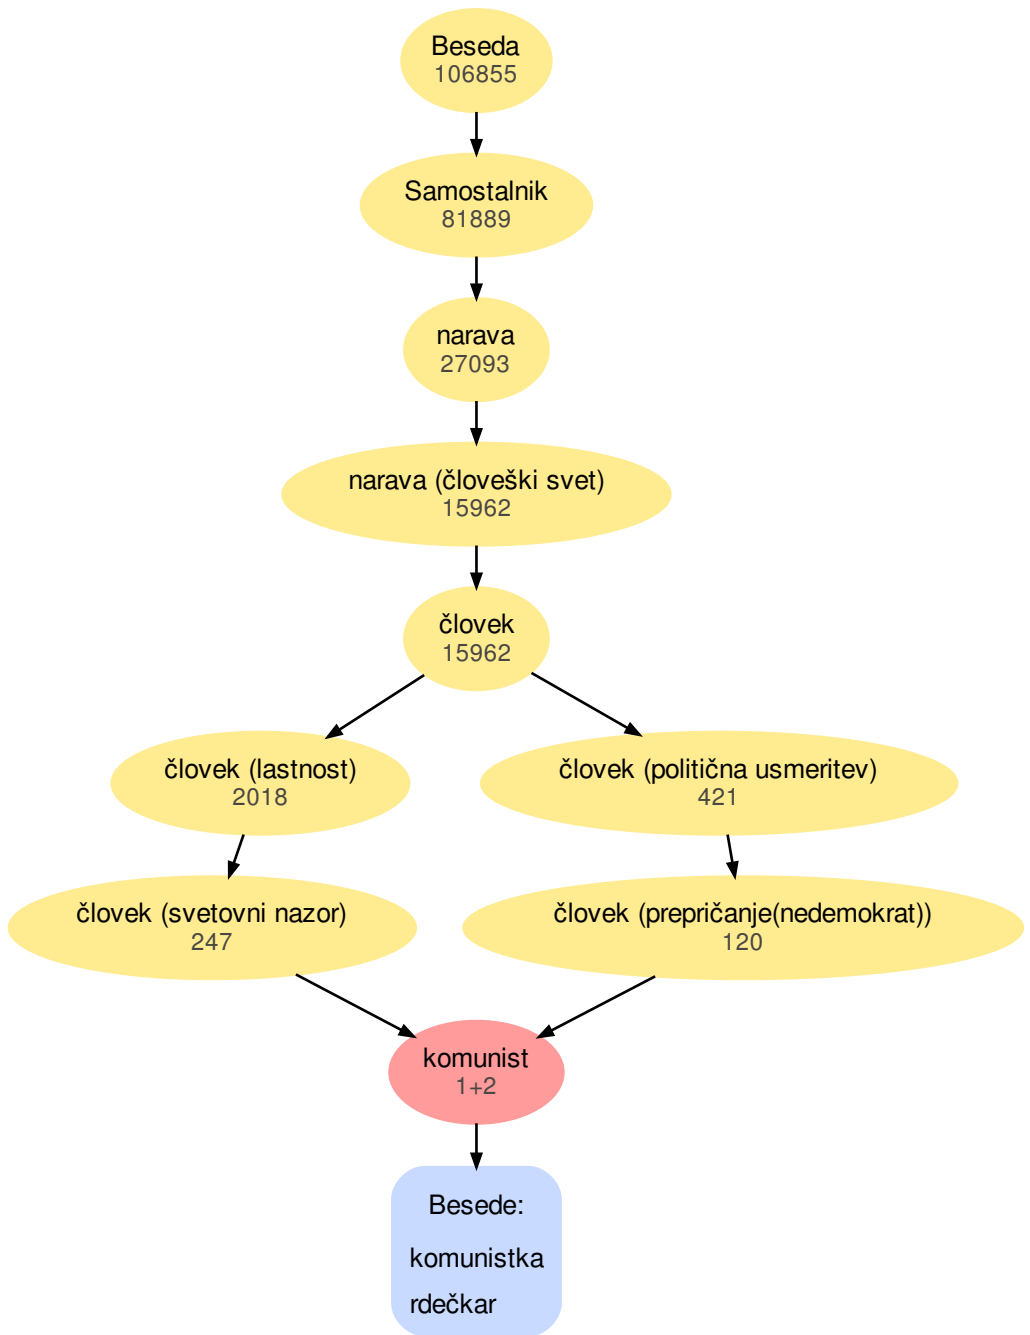 Beseda
106855
Samostalnik
81889
narava
27093
narava (človeški svet)
15962
človek
15962
človek (lastnost)
2018
človek (politična usmeritev)
421
človek (svetovni nazor)
247
človek (prepričanje(nedemokrat))
120
komunist
1+2
Besede:
komunistka
rdečkar